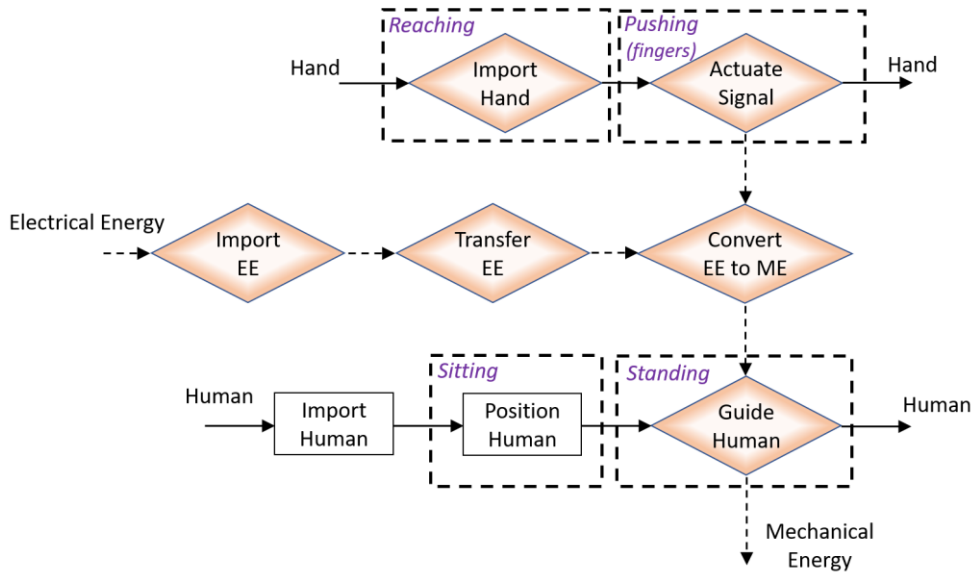 Reaching
Pushing
(fingers)
Hand
Import
Hand
Actuate
Signal
Hand
Electrical Energy
Import
EE
Transfer
EE
Convert
EE to ME
Sitting
Standing
Human
Import
Human
Position
Human
Guide
Human
Human
Mechanical
Energy